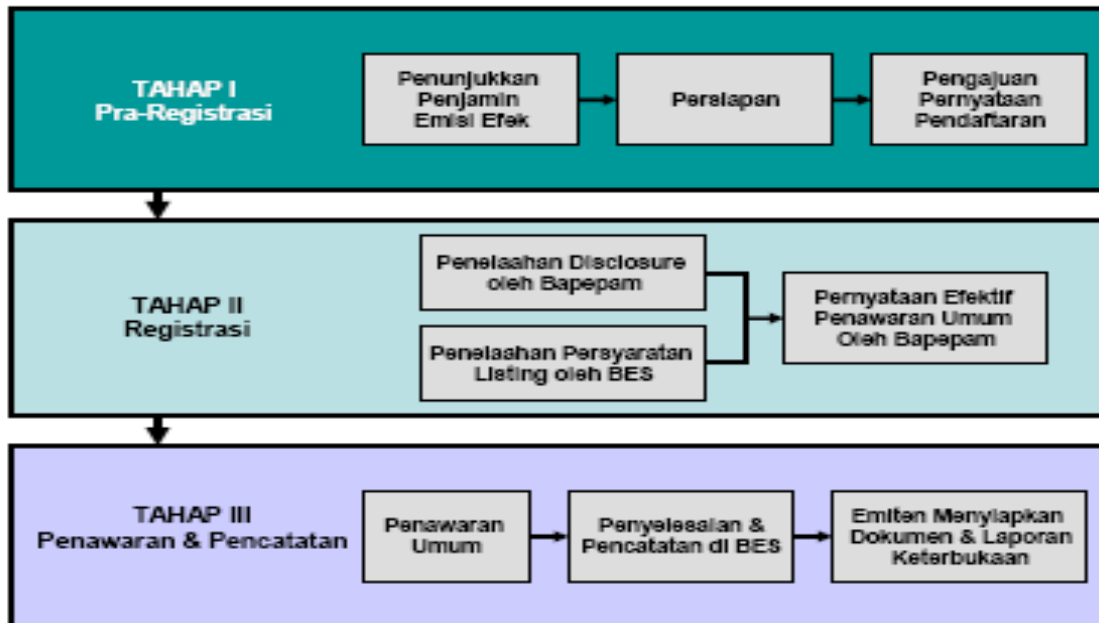 TAHAP I
Pra-Registrasi
Penunjukkan
Penjamin
Emisi Efek
Persiapan
Pengajuan
Pernyataan
Pendaftaran
TAHAP II
Registrasi
Penelaahan Disclosure
oleh Bapepam
Penelaahan Persyaratan
Listing oleh BES
Pernyataan Efektif
Penawaran Umum
Oleh Bapepam
TAHAP III
Penawaran & Pencatatan
Penawaran
Umum
Penyelesaian &
Pencatatan di BES
Emiten Menyiapkan
Dokumen & Laporan
Keterbukaan